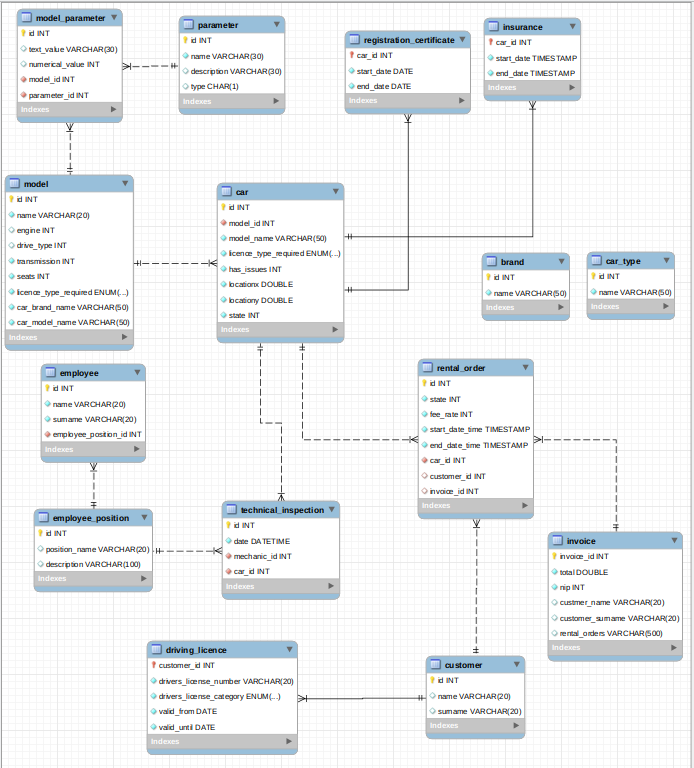 model_parameter
id INT
text_value VARCHAR(30)
numerical_value INT
model_id INT
parameter_id INT
Indexes
parameter
id INT
name VARCHAR(30)
description VARCHAR(30)
type CHAR(1)
Indexes
registration_certificate
car_id INT
start_date DATE
end_date DATE
Indexes
insurance
car_id INT
start_date TIMESTAMP
end_date TIMESTAMP
Indexes
model
id INT
name VARCHAR(20)
engine INT
drive_type INT
transmission INT
seats INT
licence_type_required ENUM(...)
car_brand_name VARCHAR(50)
car_model_name VARCHAR(50)
Indexes
car
id INT
model_id INT
model_name VARCHAR(50)
licence_type_required ENUM(...)
has_issues INT
locationx DOUBLE
locationy DOUBLE
state INT
Indexes
brand
id INT
name VARCHAR(50)
Indexes
car_type
id INT
name VARCHAR(50)
Indexes
employee
id INT
name VARCHAR(20)
surname VARCHAR(20)
employee_position_id INT
Indexes
rental_order
id INT
state INT
fee_rate INT
start_date_time TIMESTAMP
end_date_time TIMESTAMP
car_id INT
customer_id INT
invoice_id INT
Indexes
employee_position
id INT
position_name VARCHAR(20)
description VARCHAR(100)
Indexes
technical_inspection
id INT
date DATETIME
mechanic_id INT
car_id INT
Indexes
invoice
invoice_id INT
total DOUBLE
nip INT
custmer_name VARCHAR(20)
customer_surname VARCHAR(20)
rental_orders VARCHAR(500)
Indexes
driving_licence
customer_id INT
drivers_license_number VARCHAR(20)
drivers_license_category ENUM(...)
valid_from DATE
valid_until DATE
Indexes
customer
id INT
name VARCHAR(20)
surname VARCHAR(20)
Indexes